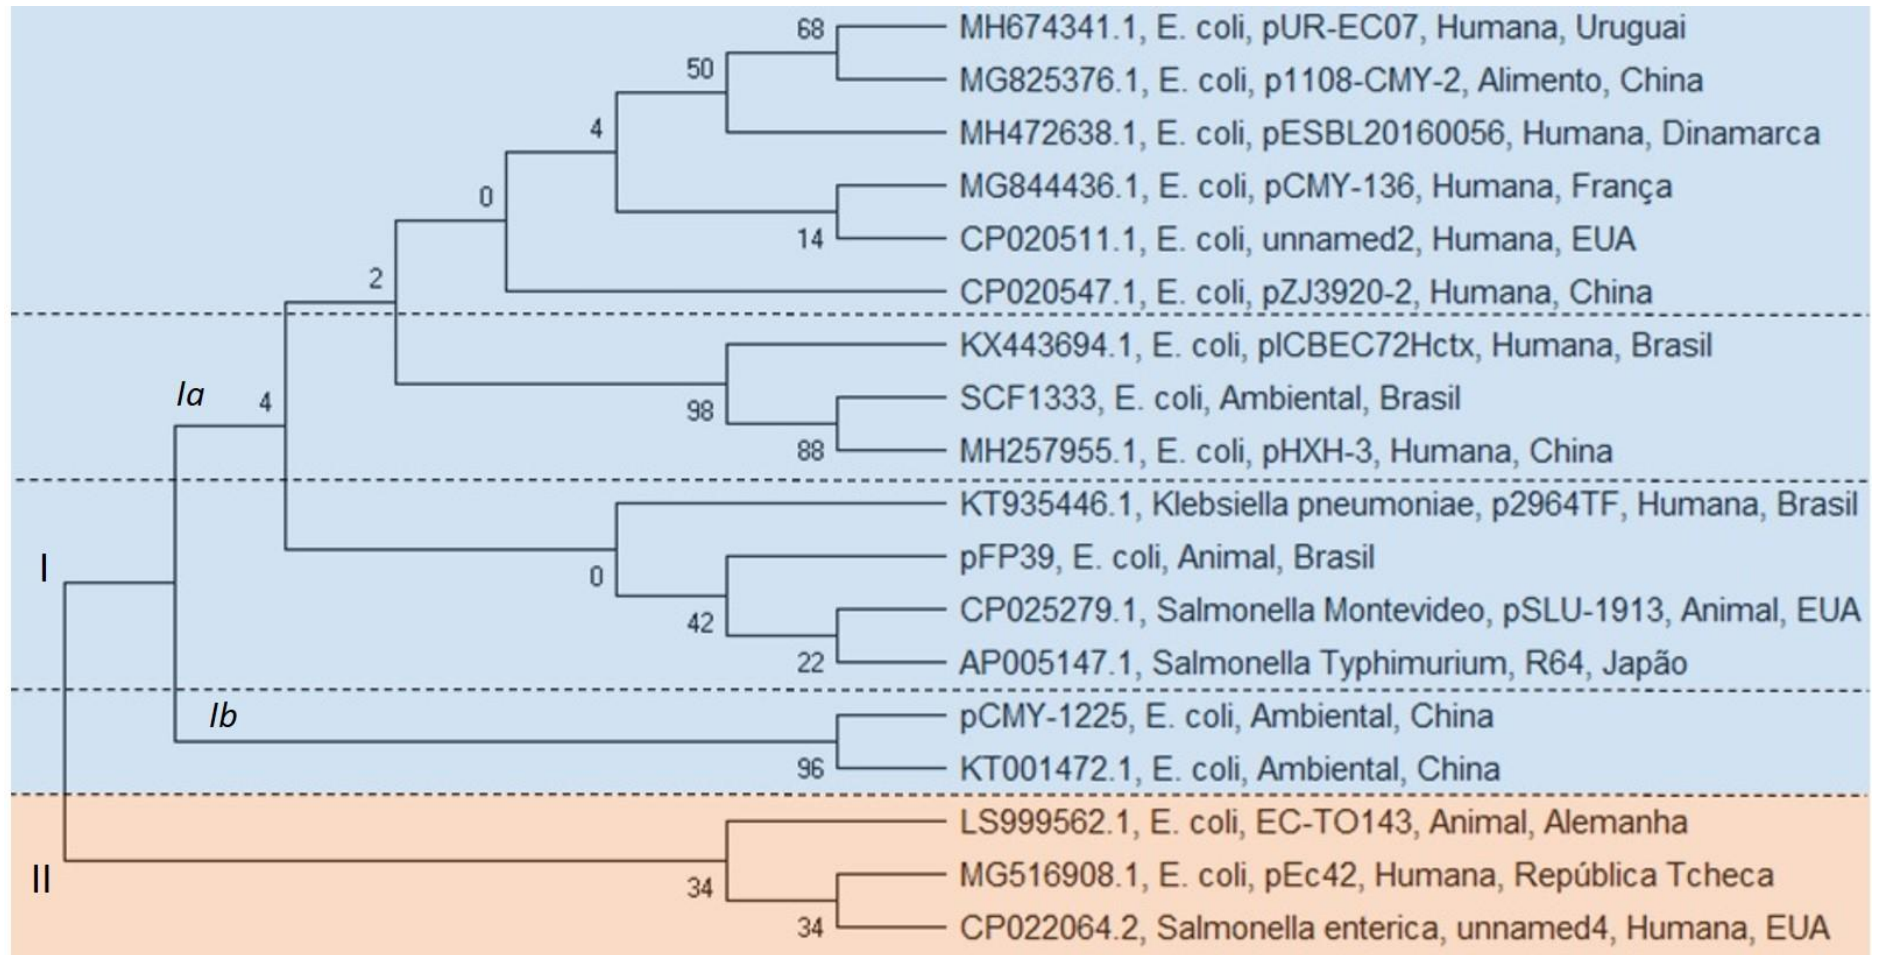 68
MH674341.1, E. coli, pUR-EC07, Humana, Uruguai
50
MG825376.1, E. coli, p1108-CMY-2, Alimento, China
4
MH472638.1, E. coli, pESBL20160056, Humana, Dinamarca
0
MG844436.1, E. coli, pCMY-136, Humana, França
14
CP020511.1, E. coli, unnamed2, Humana, EUA
2
CP020547.1, E. coli, pZJ3920-2, Humana, China
KX443694.1, E. coli, pICBEC72Hctx, Humana, Brasil
Ia
4
98
SCF1333, E. coli, Ambiental, Brasil
88
MH257955.1, E. coli, pHXH-3, Humana, China
KT935446.1, Klebsiella pneumoniae, p2964TF, Humana, Brasil
I
0
pFP39, E. coli, Animal, Brasil
42
CP025279.1, Salmonella Montevideo, pSLU-1913, Animal, EUA
22
AP005147.1, Salmonella Typhimurium, R64, Japão
Ib
pCMY-1225, E. coli, Ambiental, China
96
KT001472.1, E. coli, Ambiental, China
LS999562.1, E. coli, EC-TO143, Animal, Alemanha
II
34
MG516908.1, E. coli, pEc42, Humana, República Tcheca
34
CP022064.2, Salmonella enterica, unnamed4, Humana, EUA